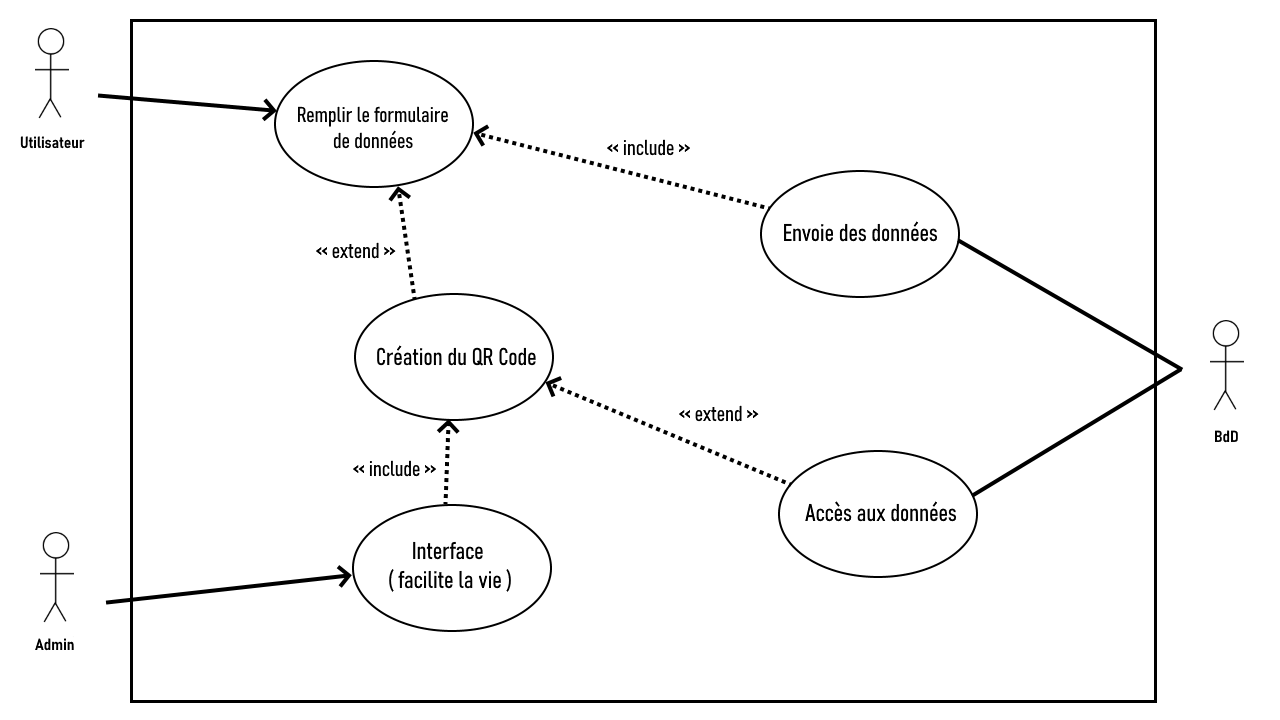 Utilisateur
Remplir le formulaire
de données
<< include >>
Envoie des données
<< extend >>
Création du QR Code
<< extend >>
BdD
<< include >>
Accès aux données
Interface
( facilite la vie )
Admin